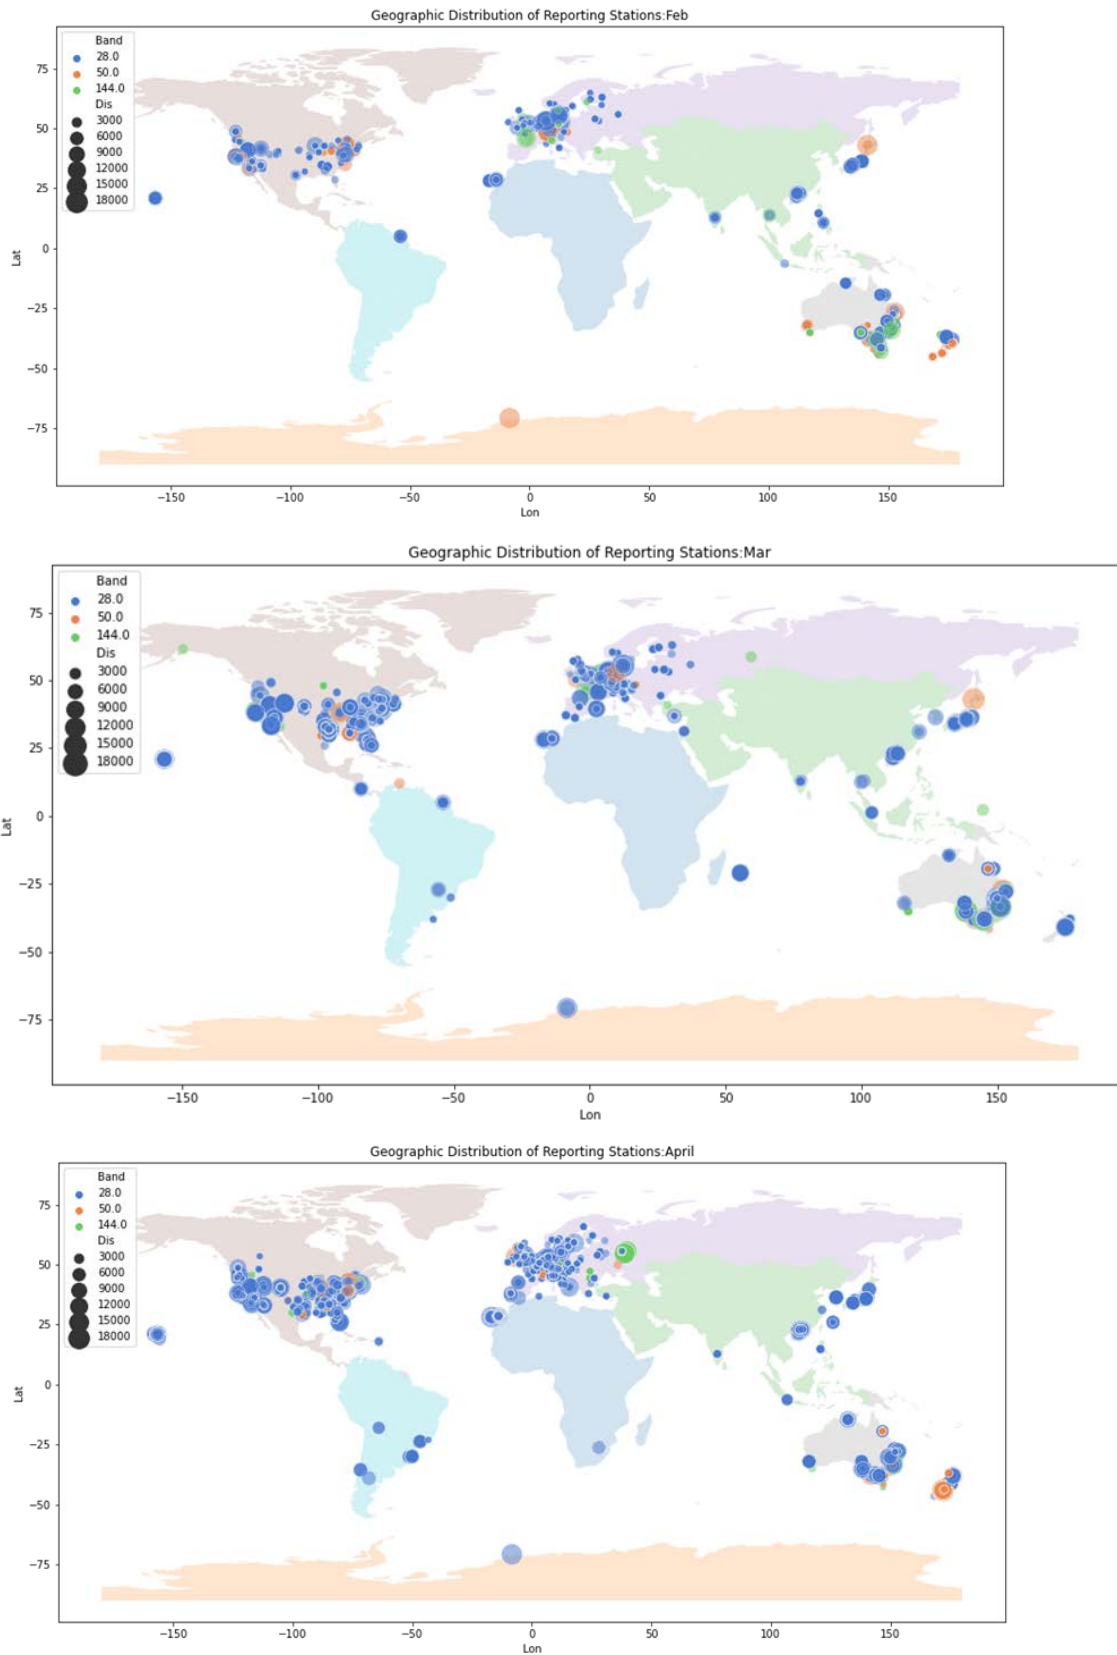 Geographic Distribution of Reporting Stations:Feb
Band
28.0
50.0
144.0
Dis
3000
6000
9000
12000
15000
18000
75
50
25
0
−25
−50
−75
Lat
−150 −100 −50 0 50 100 150
Lon
Geographic Distribution of Reporting Stations:Mar
Band
28.0
50.0
144.0
Dis
3000
6000
9000
12000
15000
18000
75
50
25
0
−25
−50
−75
Lat
−150 −100 −50 0 50 100 150
Lon
Geographic Distribution of Reporting Stations:April
Band
28.0
50.0
144.0
Dis
3000
6000
9000
12000
15000
18000
75
50
25
0
−25
−50
−75
Lat
−150 −100 −50 0 50 100 150
Lon